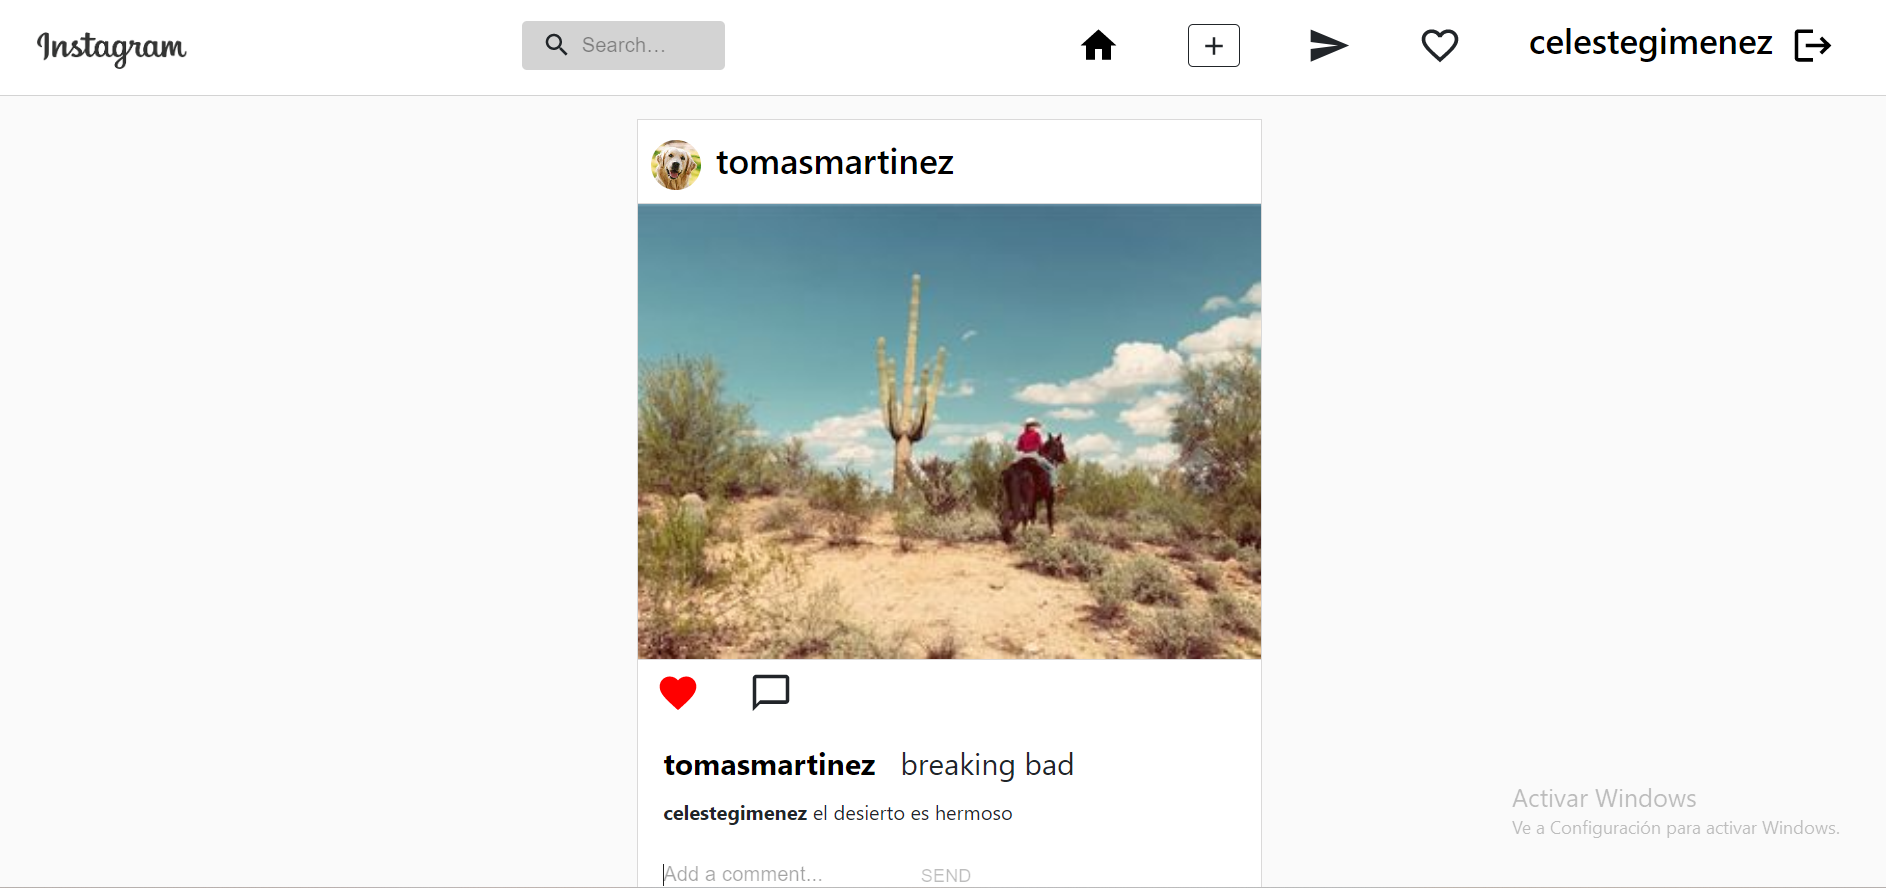 Instagram
Search...
celestegimenez
tomasmartinez
tomasmartinez breaking bad
celestegimenez el desierto es hermoso
Add a comment...
SEND
Activar Windows
Ve a Configuración para activar Windows.